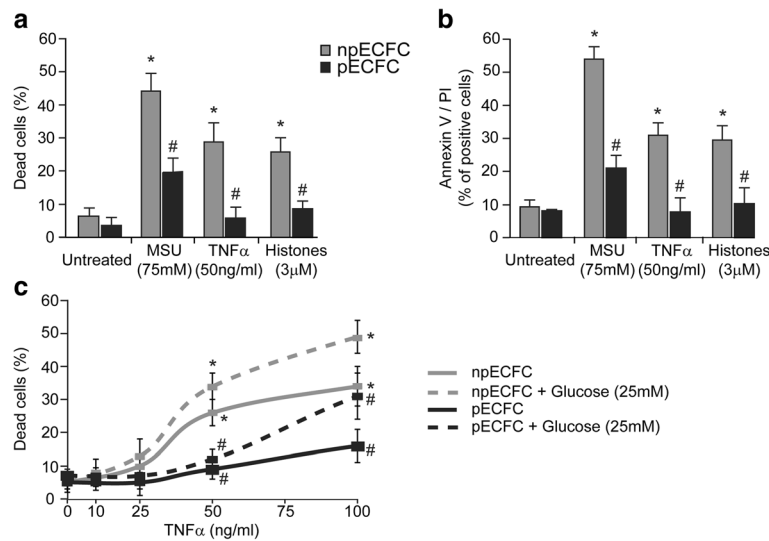 a
60
50
40
30
20
10
0
Dead cells (%)
npECFC
pECFC
*
#
*
#
*
#
Untreated
MSU
(75mM)
TNFα
(50ng/ml)
Histones
(3μM)
b
60
50
40
30
20
10
0
Annexin V / PI
(% of positive cells)
*
#
*
#
*
#
Untreated
MSU
(75mM)
TNFα
(50ng/ml)
Histones
(3μM)
c
60
50
40
30
20
10
0
Dead cells (%)
*
*
#
#
*
*
#
#
0 10 25 50 75 100
TNFα (ng/ml)
npECFC
npECFC + Glucose (25mM)
pECFC
pECFC + Glucose (25mM)